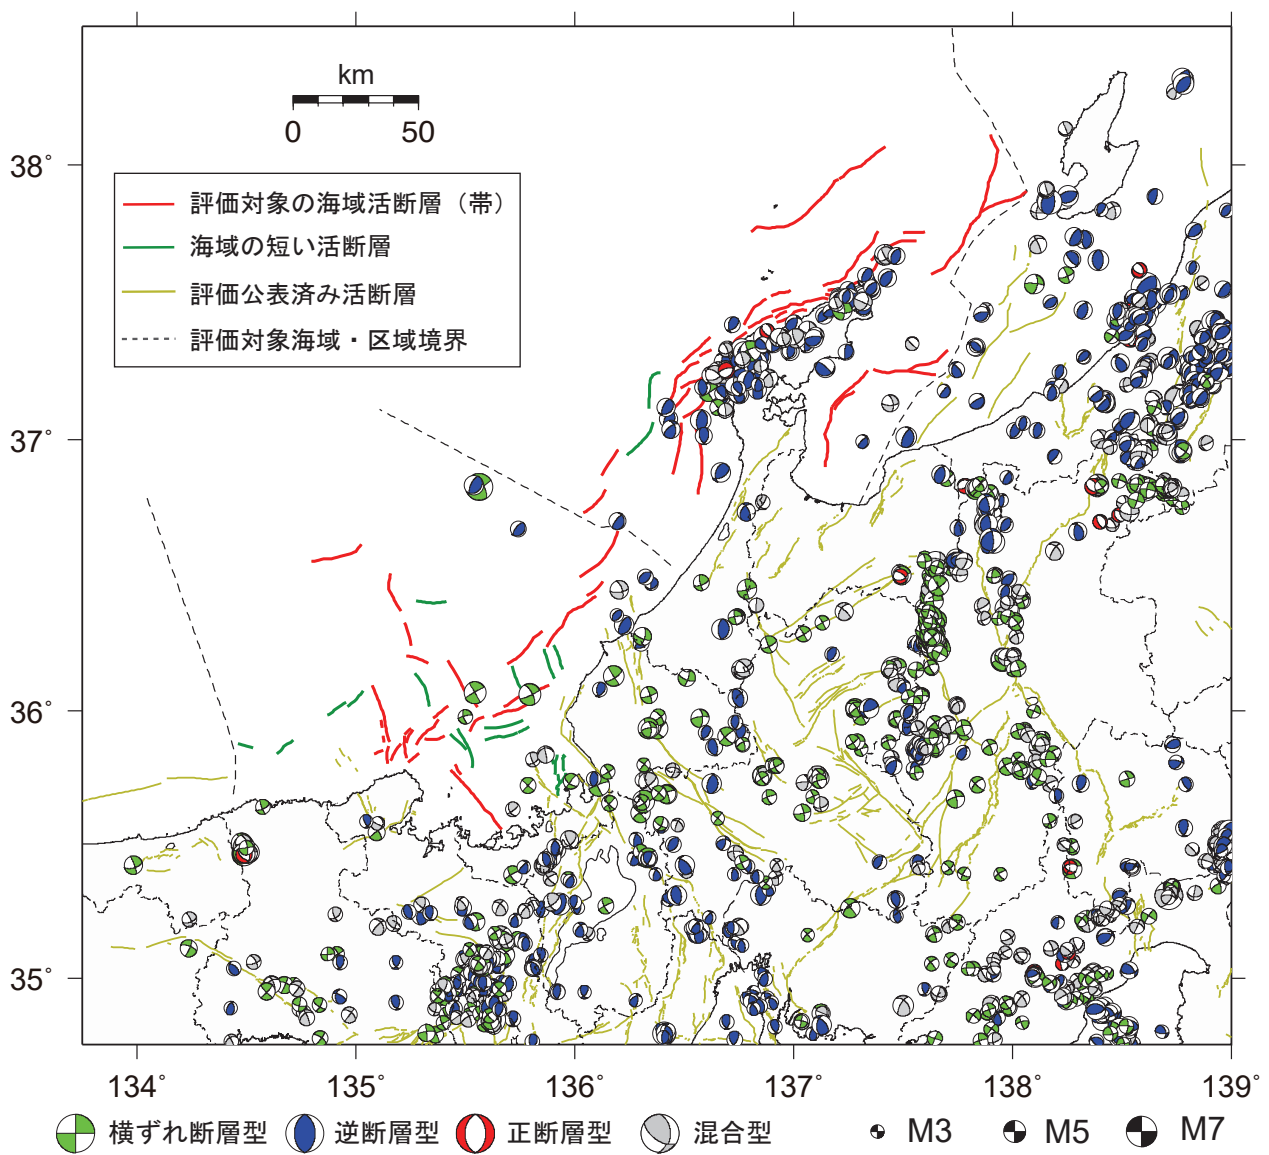 km
0 50
評価対象の海域活断層（帯）
海域の短い活断層
評価公表済み活断層
評価対象海域・区域境界
38°
37°
36°
35°
134° 135° 136° 137° 138° 139°
横ずれ断層型 逆断層型 正断層型 混合型 M3 M5 M7